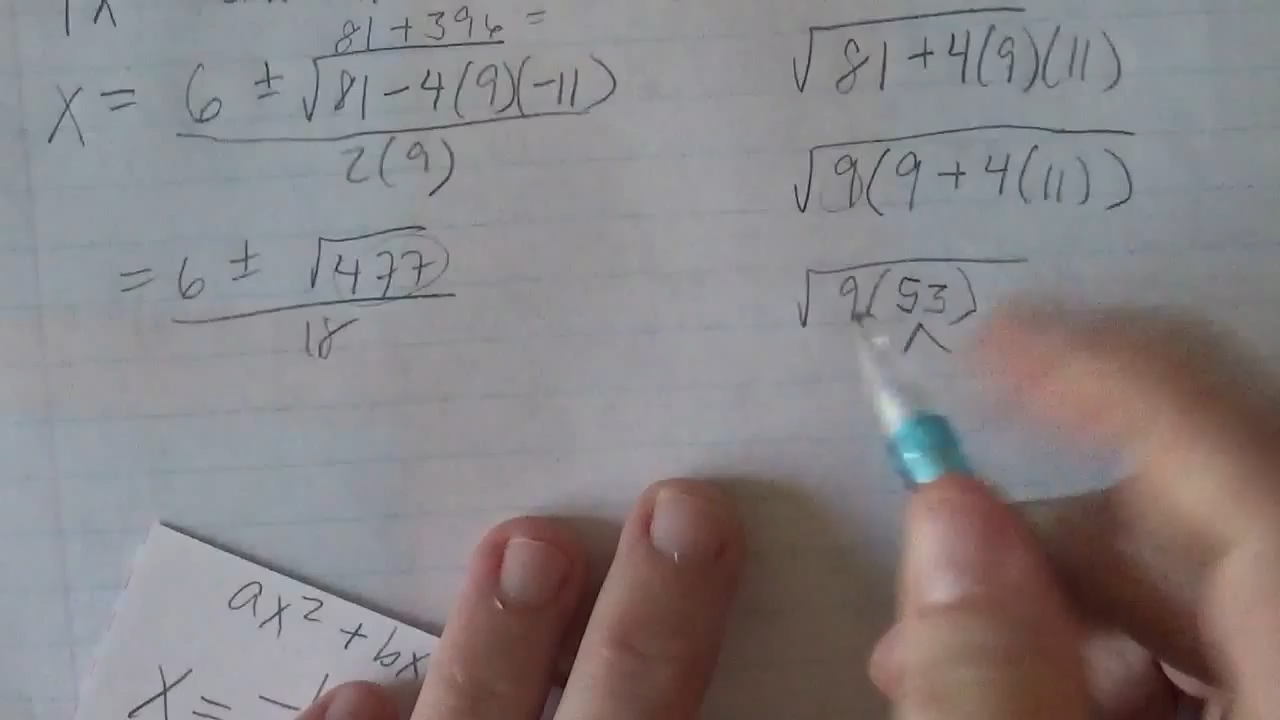 81 + 396 =
x = 6 ± √81 - 4(9)(-11)
2(9)
= 6 ± √477
18
√81 + 4(9)(11)
√9(9 + 4(11))
√9(53)
ax² + bx
x = -